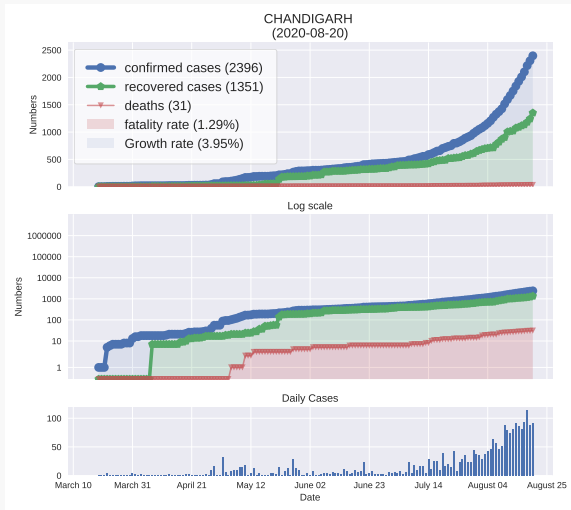 CHANDIGARH
(2020-08-20)
2500
2000
1500
1000
500
0
Numbers
confirmed cases (2396)
recovered cases (1351)
deaths (31)
fatality rate (1.29%)
Growth rate (3.95%)
Log scale
1000000
100000
10000
1000
100
10
1
Numbers
Daily Cases
100
50
0
March 10 March 31 April 21 May 12 June 02 June 23 July 14 August 04 August 25
Date